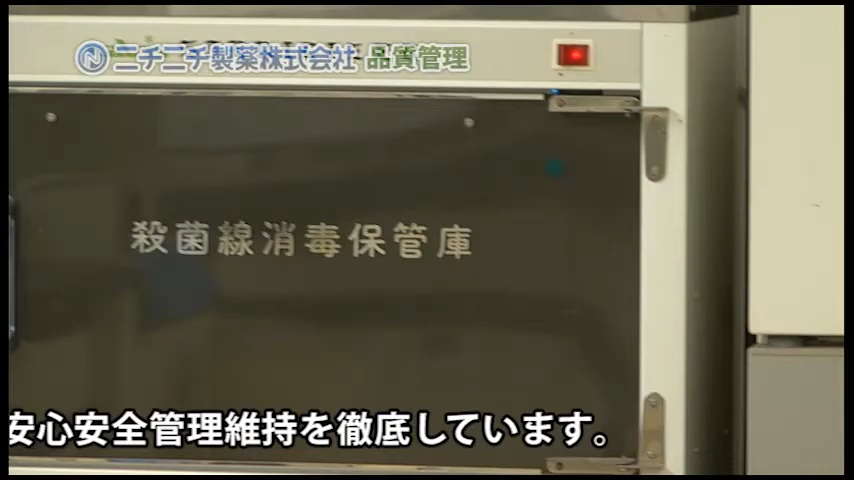 ニチニチ製薬株式会社 品質管理
殺菌線消毒保管庫
安心安全管理維持を徹底しています。